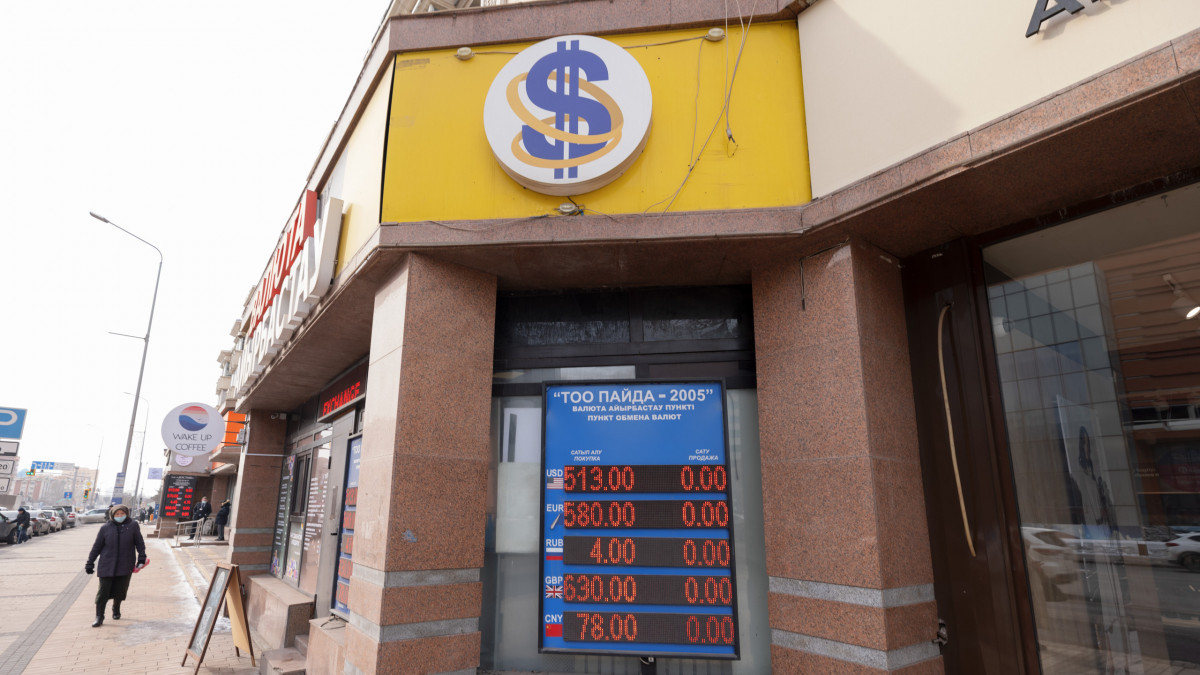 $
ВАЛЮТА
АЙЫРБАСТАУ
EXCHANGE
WAKE UP
COFFEE
P
"ТОО ПАЙДА - 2005"
ВАЛЮТА АЙЫРБАСТАУ ПУНКТІ
ПУНКТ ОБМЕНА ВАЛЮТ
САТЫП АЛУ САТУ
ПОКУПКА ПРОДАЖА
USD 513.00 0.00
EUR 580.00 0.00
RUB 4.00 0.00
GBP 630.00 0.00
CNY 78.00 0.00